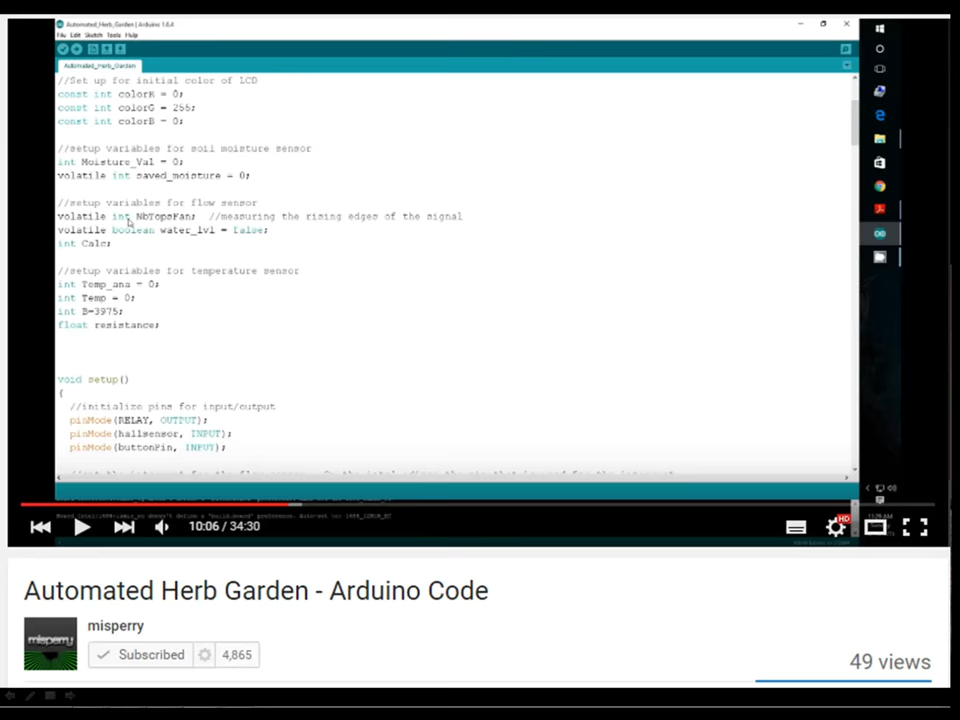 Automated_Herb_Garden | Arduino 1.6.4
File Edit Sketch Tools Help
Automated_Herb_Garden
//Set up for initial color of LCD
const int colorR = 0;
const int colorG = 255;
const int colorB = 0;
//setup variables for soil moisture sensor
int Moisture_Val = 0;
volatile int saved_moisture = 0;
//setup variables for flow sensor
volatile int NbTopsFan; //measuring the rising edges of the signal
volatile boolean water_lvl = false;
int Calc;
//setup variables for temperature sensor
int Temp_ana = 0;
int Temp = 0;
int B=3975;
float resistance;
void setup()
{
//initialize pins for input/output
pinMode(RELAY, OUTPUT);
pinMode(hallsensor, INPUT);
pinMode(buttonPin, INPUT);
10:06 / 34:30
HD
Automated Herb Garden - Arduino Code
misperry
misperry
Subscribed
4,865
49 views